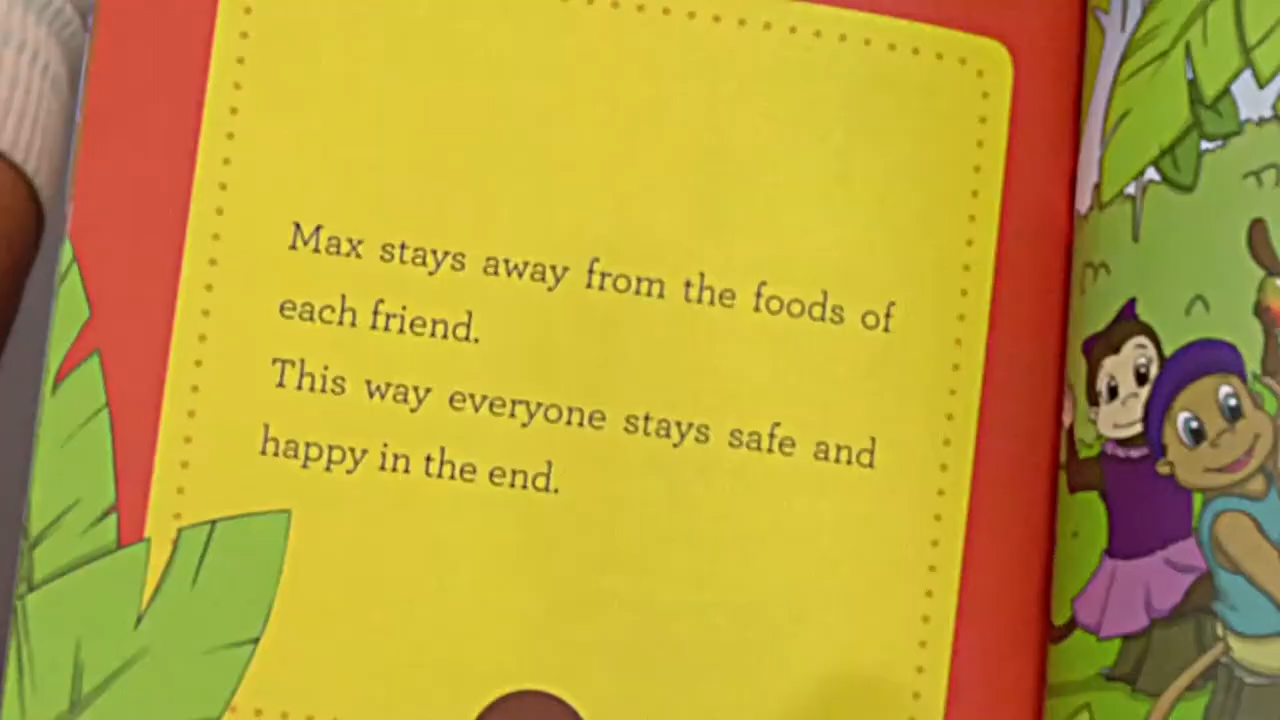 Max stays away from the foods of
each friend.
This way everyone stays safe and
happy in the end.